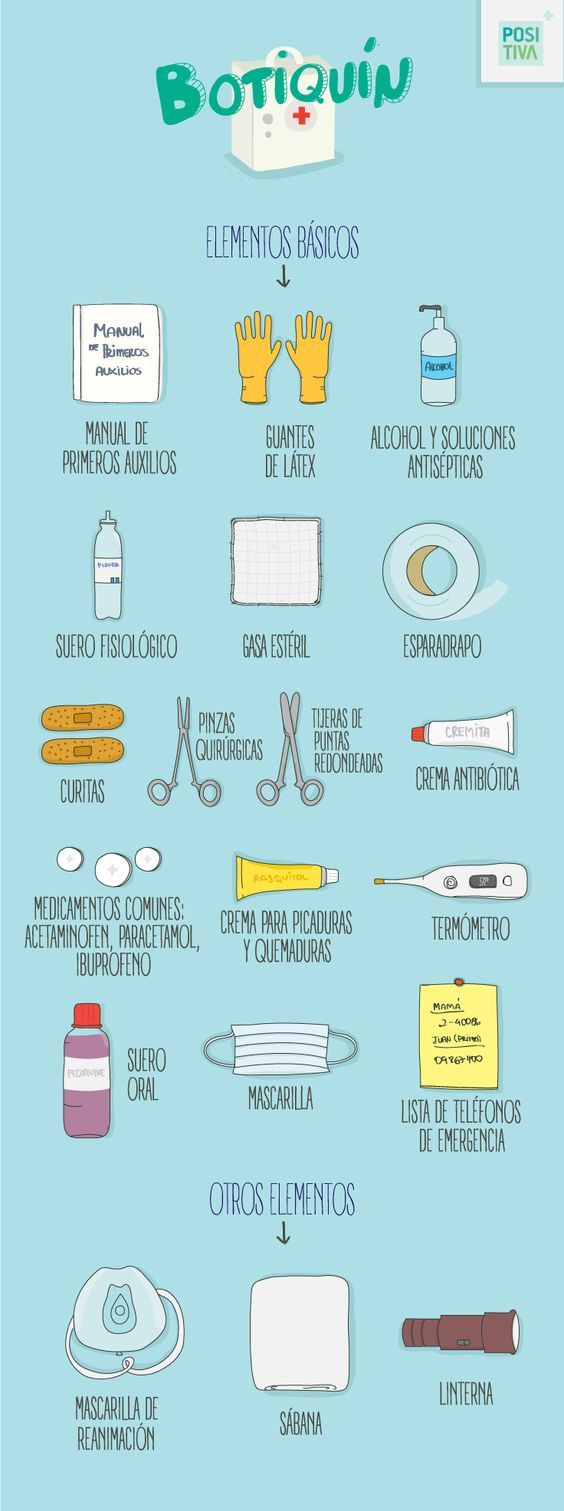 POSI
TIVA
BOTIQUÍN
ELEMENTOS BÁSICOS
MANUAL
DE PRIMEROS
AUXILIOS
ALCOHOL
MANUAL DE
PRIMEROS AUXILIOS
GUANTES
DE LÁTEX
ALCOHOL Y SOLUCIONES
ANTISÉPTICAS
SUERO FISIOLÓGICO
GASA ESTÉRIL
ESPARADRAPO
CURITAS
PINZAS
QUIRÚRGICAS
TIJERAS DE
PUNTAS
REDONDEADAS
CREMITA
CREMA ANTIBIÓTICA
MEDICAMENTOS COMUNES:
ACETAMINOFEN, PARACETAMOL,
IBUPROFENO
RASQUITOL
CREMA PARA PICADURAS
Y QUEMADURAS
TERMÓMETRO
PEDIAVIVE
SUERO
ORAL
MASCARILLA
MAMÁ
2-40086
JUAN (PRIMO)
LISTA DE TELÉFONOS
DE EMERGENCIA
OTROS ELEMENTOS
MASCARILLA DE
REANIMACIÓN
SÁBANA
LINTERNA